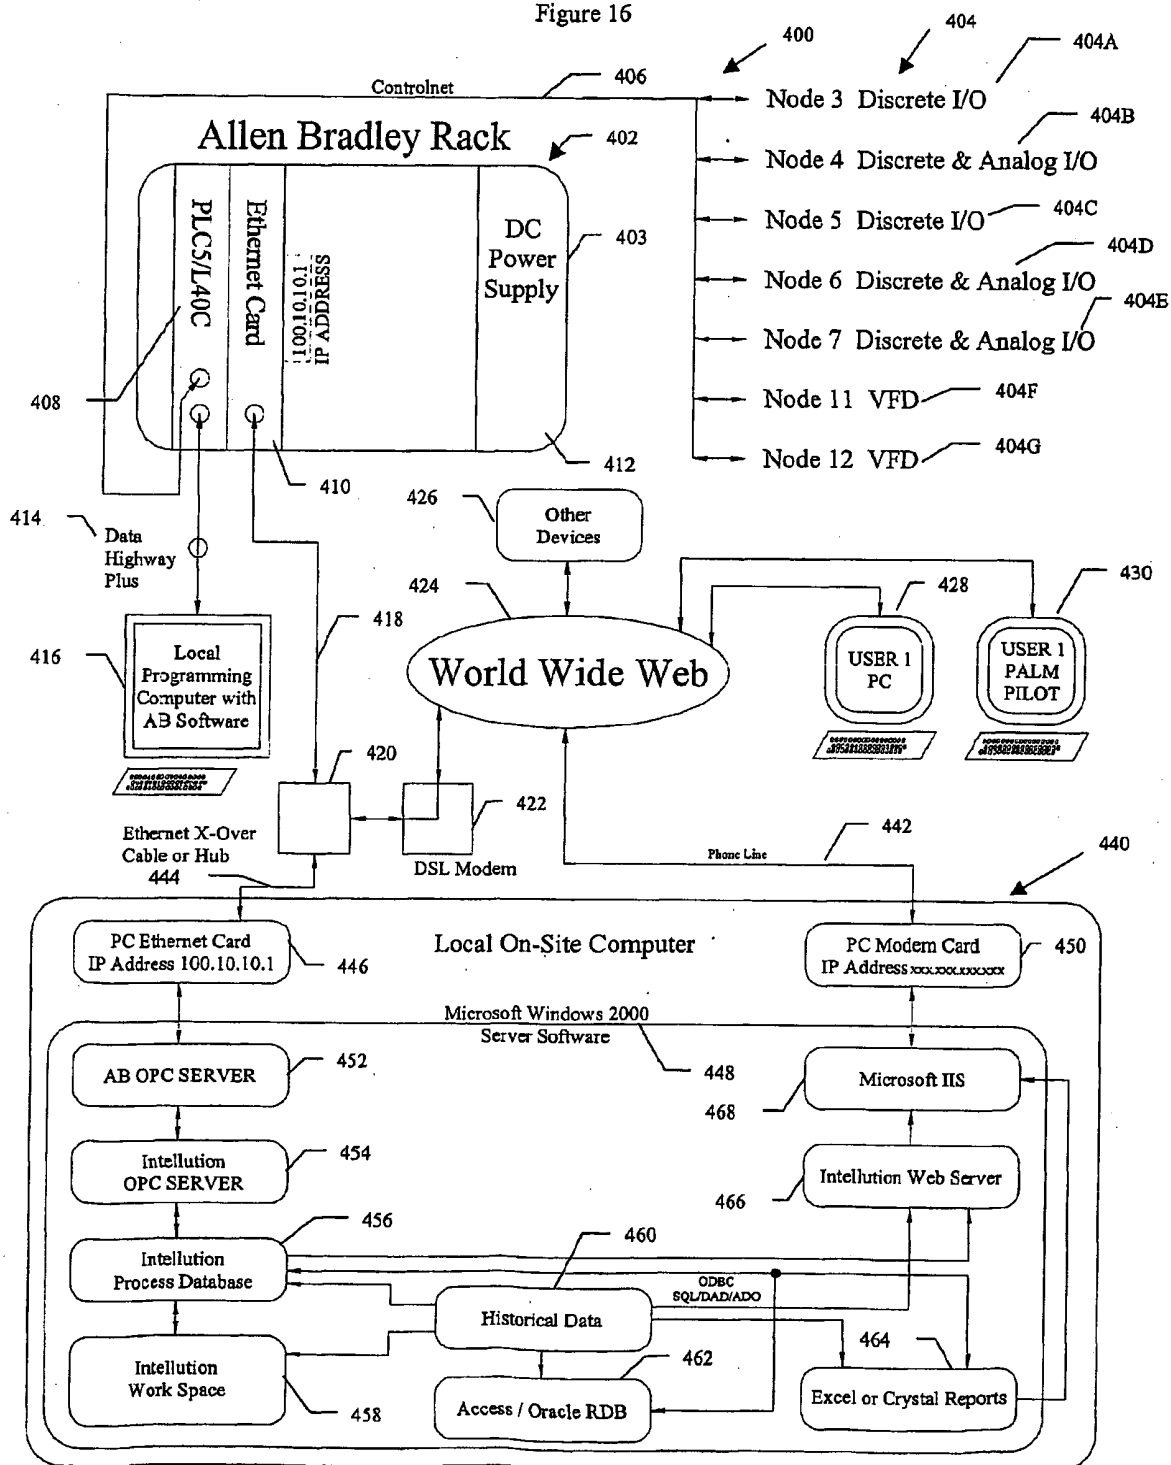 Figure 16
400
404
404A
Controlnet
406
Node 3 Discrete I/O
Allen Bradley Rack
402
404B
Node 4 Discrete & Analog I/O
PLC5/L40C
Ethernet Card
100.10.10.1
IP ADDRESS
DC
Power
Supply
403
Node 5 Discrete I/O
404C
404D
Node 6 Discrete & Analog I/O
404E
Node 7 Discrete & Analog I/O
408
Node 11 VFD
404F
Node 12 VFD
404G
410
412
414
Data
Highway
Plus
426
Other
Devices
424
428
430
418
416
Local
Programming
Computer with
AB Software
World Wide Web
USER 1
PC
USER 1
PALM
PILOT
420
422
Ethernet X-Over
Cable or Hub
444
DSL Modem
442
Phone Line
440
PC Ethernet Card
IP Address 100.10.10.1
446
Local On-Site Computer
PC Modem Card
IP Address xxx.xxx.xxx.xxx
450
Microsoft Windows 2000
Server Software
448
AB OPC SERVER
452
Microsoft IIS
468
Intellution
OPC SERVER
454
Intellution Web Server
466
456
Intellution
Process Database
460
ODBC
SQL/DAD/ADO
Historical Data
462
464
Intellution
Work Space
458
Access / Oracle RDB
Excel or Crystal Reports